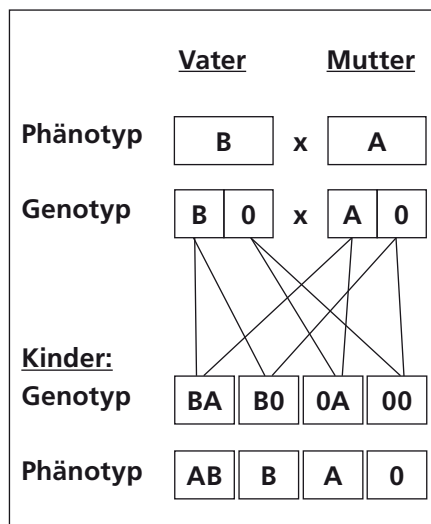 Vater Mutter
Phänotyp B x A
Genotyp B 0 x A 0
Kinder:
Genotyp BA B0 0A 00
Phänotyp AB B A 0